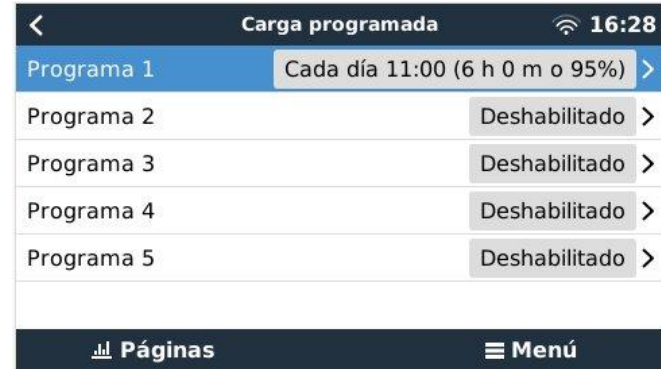 Carga programada 16:28
Programa 1 Cada día 11:00 (6 h 0 m o 95%)
Programa 2 Deshabilitado
Programa 3 Deshabilitado
Programa 4 Deshabilitado
Programa 5 Deshabilitado
Páginas Menú